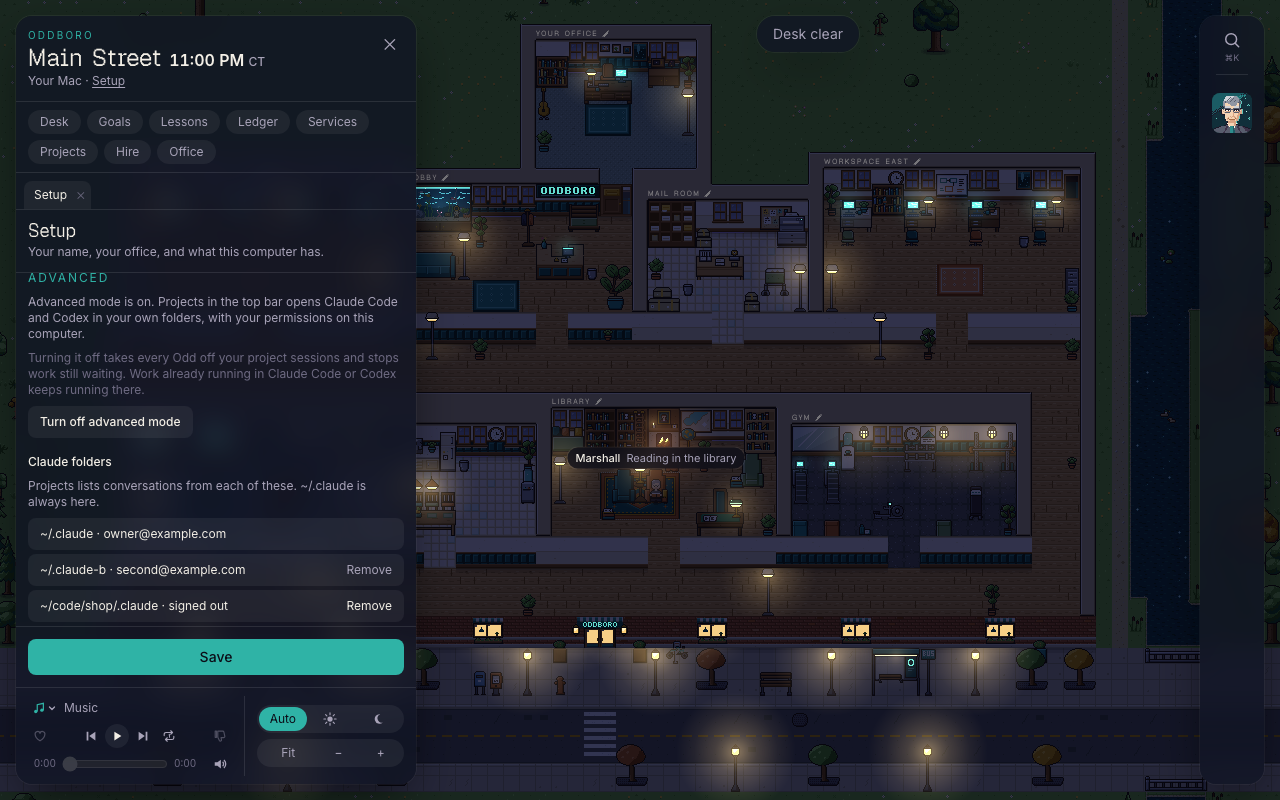 ODDBORO
Main Street 11:00 PM CT
Your Mac · Setup
Desk Goals Lessons Ledger Services
Projects Hire Office
Setup
Setup
Your name, your office, and what this computer has.
ADVANCED
Advanced mode is on. Projects in the top bar opens Claude Code
and Codex in your own folders, with your permissions on this
computer.
Turning it off takes every Odd off your project sessions and stops
work still waiting. Work already running in Claude Code or Codex
keeps running there.
Turn off advanced mode
Claude folders
Projects lists conversations from each of these. ~/.claude is
always here.
~/.claude · owner@example.com
~/.claude-b · second@example.com Remove
~/code/shop/.claude · signed out Remove
Save
Music
0:00 0:00
Auto
Fit − +
Desk clear
⌘K
YOUR OFFICE
ODDBORO
MAIL ROOM
WORKSPACE EAST
LIBRARY
GYM
Marshall Reading in the library
ODDBORO